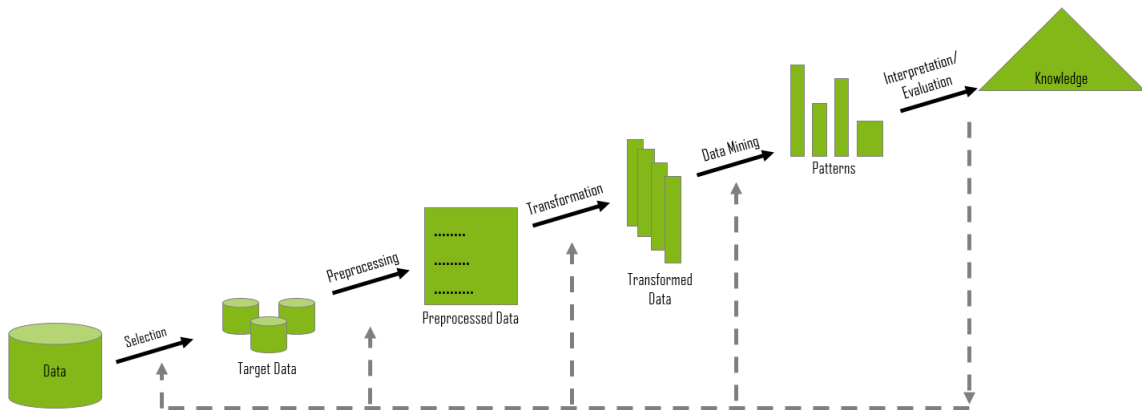 Data
Selection
Target Data
Preprocessing
........
.........
..........
Preprocessed Data
Transformation
Transformed
Data
Data Mining
Patterns
Interpretation/
Evaluation
Knowledge